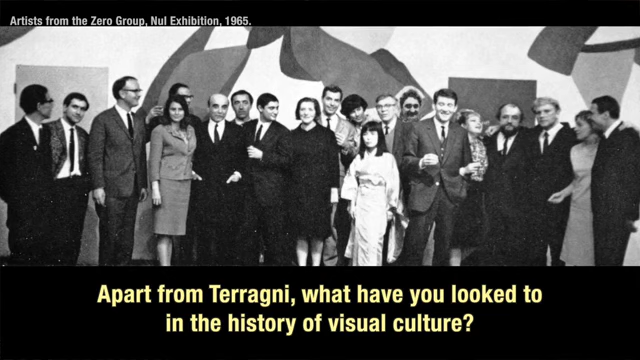 Artists from the Zero Group, Nul Exhibition, 1965.
Apart from Terragni, what have you looked to
in the history of visual culture?